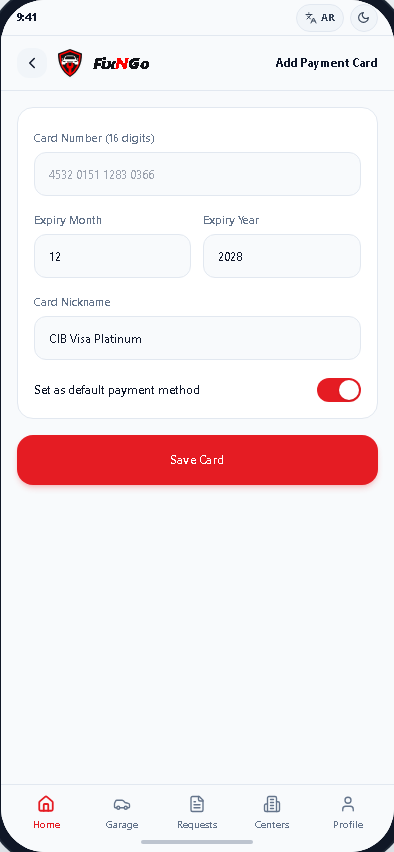 9:41
AR
FixNGo
Add Payment Card
Card Number (16 digits)
4532 0151 1283 0366
Expiry Month
Expiry Year
12
2028
Card Nickname
CIB Visa Platinum
Set as default payment method
Save Card
Home
Garage
Requests
Centers
Profile